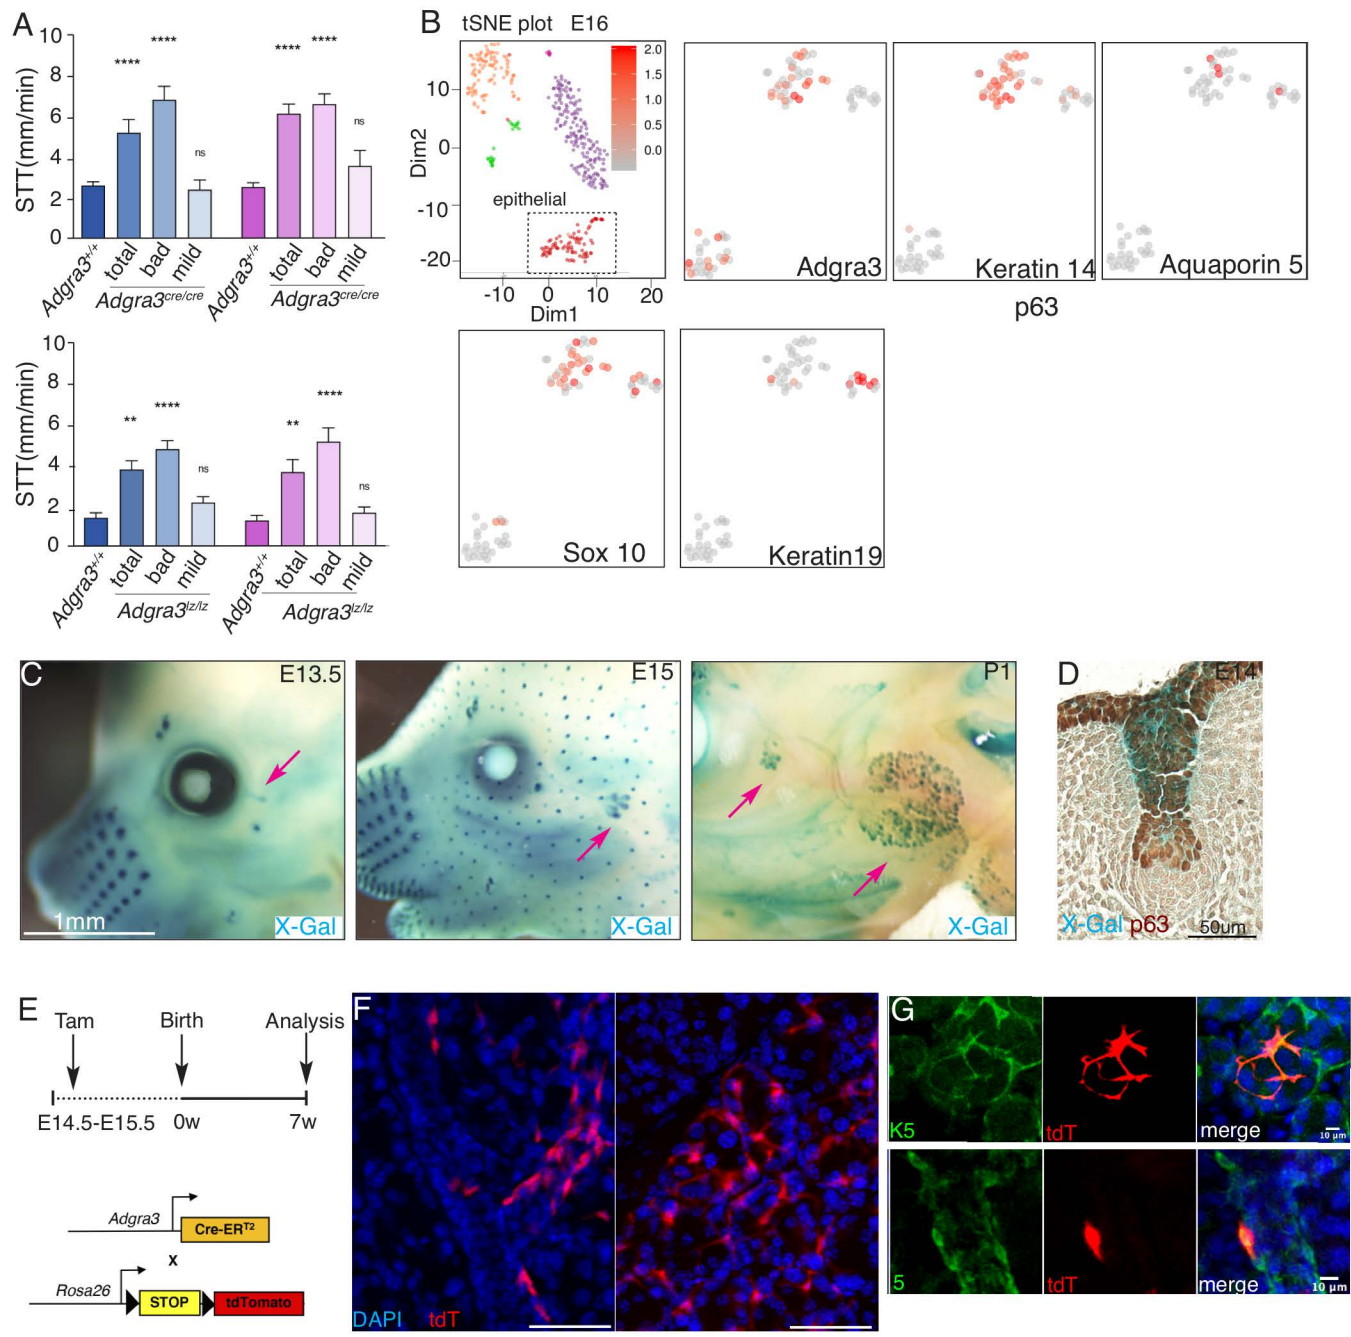 A
STT(mm/min)
10
8
6
4
2
0
****
****
ns
****
****
ns
Adgra3+/+
total
bad
mild
Adgra3cre/cre
Adgra3+/+
total
bad
mild
Adgra3cre/cre
STT(mm/min)
10
8
6
4
2
0
**
****
ns
**
****
ns
Adgra3+/+
total
bad
mild
Adgra3lz/lz
Adgra3+/+
total
bad
mild
Adgra3lz/lz
B
tSNE plot E16
2.0
1.5
1.0
0.5
0.0
Dim2
10
0
-10
-20
epithelial
-10 0 10 20
Dim1
Adgra3
Keratin 14
Aquaporin 5
p63
Sox 10
Keratin19
C
E13.5
1mm
X-Gal
E15
X-Gal
P1
X-Gal
D
E14
X-Gal p63
50um
E
Tam Birth Analysis
E14.5-E15.5 0w 7w
Adgra3
Cre-ERT2
x
Rosa26
STOP
tdTomato
F
DAPI tdT
G
K5
tdT
merge
10 µm
5
tdT
merge
10 µm